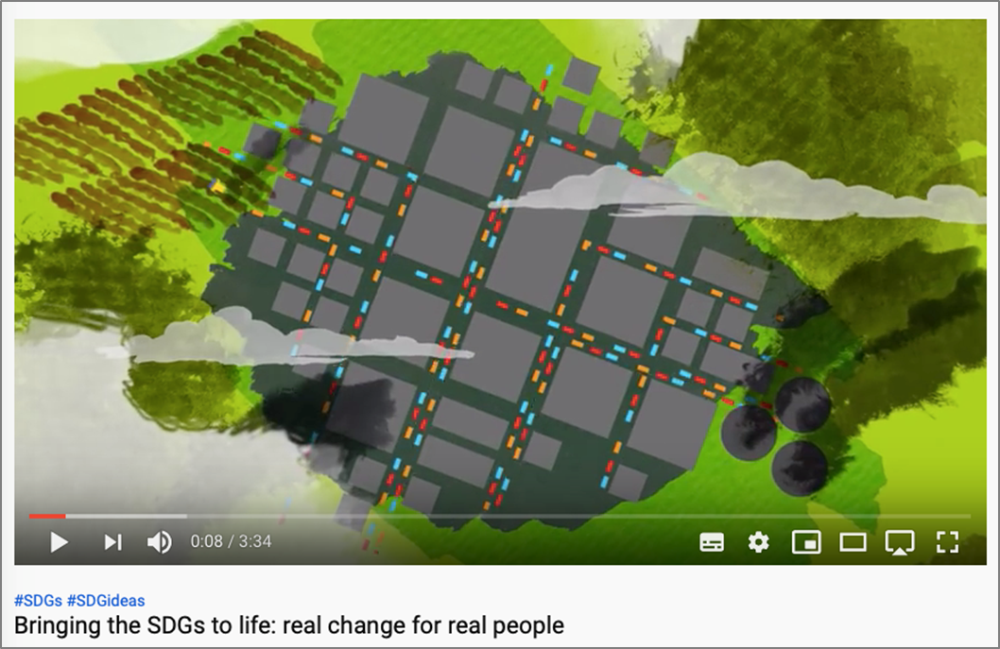 0:08 / 3:34
#SDGs #SDGideas
Bringing the SDGs to life: real change for real people